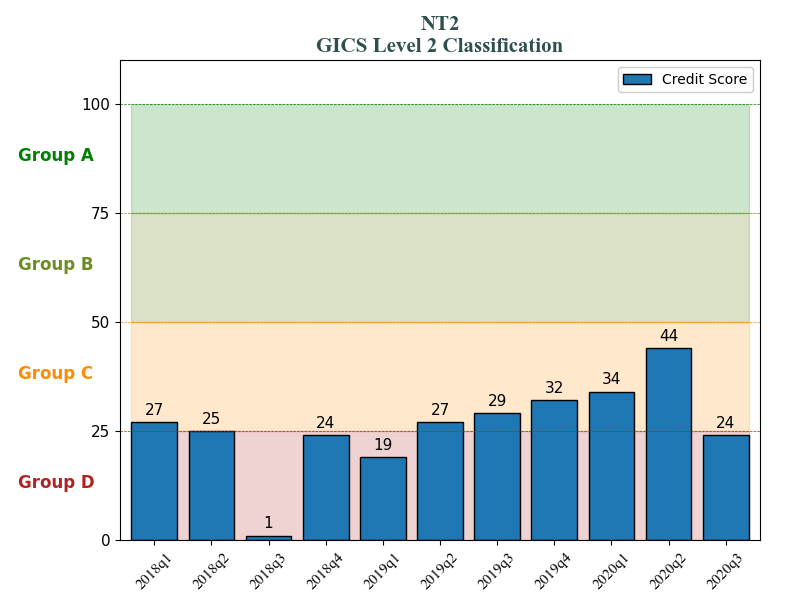 NT2
GICS Level 2 Classification
Credit Score
100
Group A
75
Group B
50
Group C
25
Group D
0
27
25
1
24
19
27
29
32
34
44
24
2018q1
2018q2
2018q3
2018q4
2019q1
2019q2
2019q3
2019q4
2020q1
2020q2
2020q3